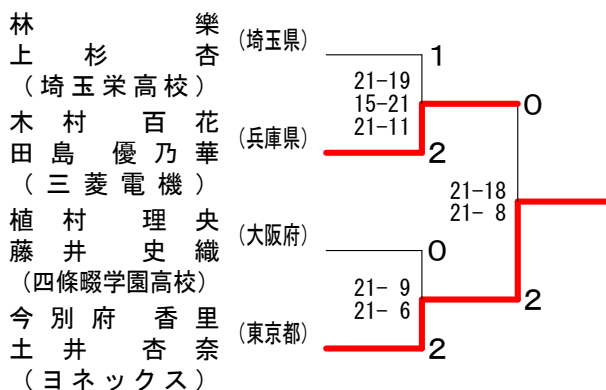 林 樂
上杉 杏
(埼玉栄高校)
(埼玉県)
木村 百花
田島 優乃華
(三菱電機)
(兵庫県)
植村 理央
藤井 史織
(四條畷学園高校)
(大阪府)
今別府 香里
土井 杏奈
(ヨネックス)
(東京都)
1
21-19
15-21
21-11
2
0
21- 9
21- 6
2
0
21-18
21- 8
2